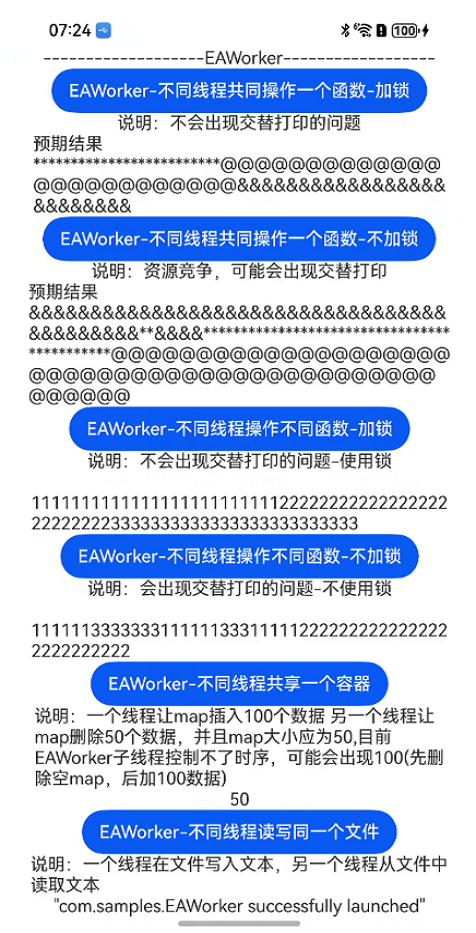 07:24
100
-------------------EAWorker------------------
EAWorker-不同线程共同操作一个函数-加锁
说明：不会出现交替打印的问题
预期结果
*************************@@@@@@@@@@@@@
@@@@@@@@@@@@&&&&&&&&&&&&&&&&&
&&&&&&&&
EAWorker-不同线程共同操作一个函数-不加锁
说明：资源竞争，可能会出现交替打印
预期结果
&&&&&&&&&&&&&&&&&&&&&&&&&&&&&&&&&
&&&&&&&&&**&&&&*********************************
***********@@@@@@@@@@@@@@@@@@@@
@@@@@@@@@@@@@@@@@@@@@@@@
@@@@@@
EAWorker-不同线程操作不同函数-加锁
说明：不会出现交替打印的问题-使用锁
1111111111111111111111111222222222222222222
2222222233333333333333333333333333
EAWorker-不同线程操作不同函数-不加锁
说明：会出现交替打印的问题-不使用锁
1111113333333111111333111112222222222222222
2222222222
EAWorker-不同线程共享一个容器
说明：一个线程让map插入100个数据 另一个线程让
map删除50个数据，并且map大小应为50,目前
EAWorker子线程控制不了时序，可能会出现100(先删
除空map，后加100数据)
50
EAWorker-不同线程读写同一个文件
说明：一个线程在文件写入文本，另一个线程从文件中
读取文本
"com.samples.EAWorker successfully launched"